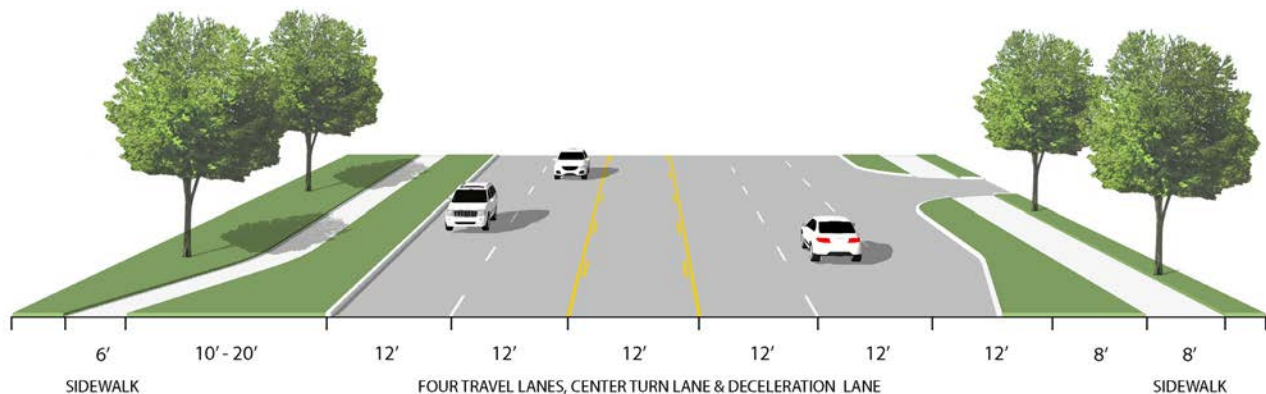 6’ 10’ - 20’ 12’ 12’ 12’ 12’ 12’ 12’ 8’ 8’
SIDEWALK FOUR TRAVEL LANES, CENTER TURN LANE & DECELERATION LANE SIDEWALK